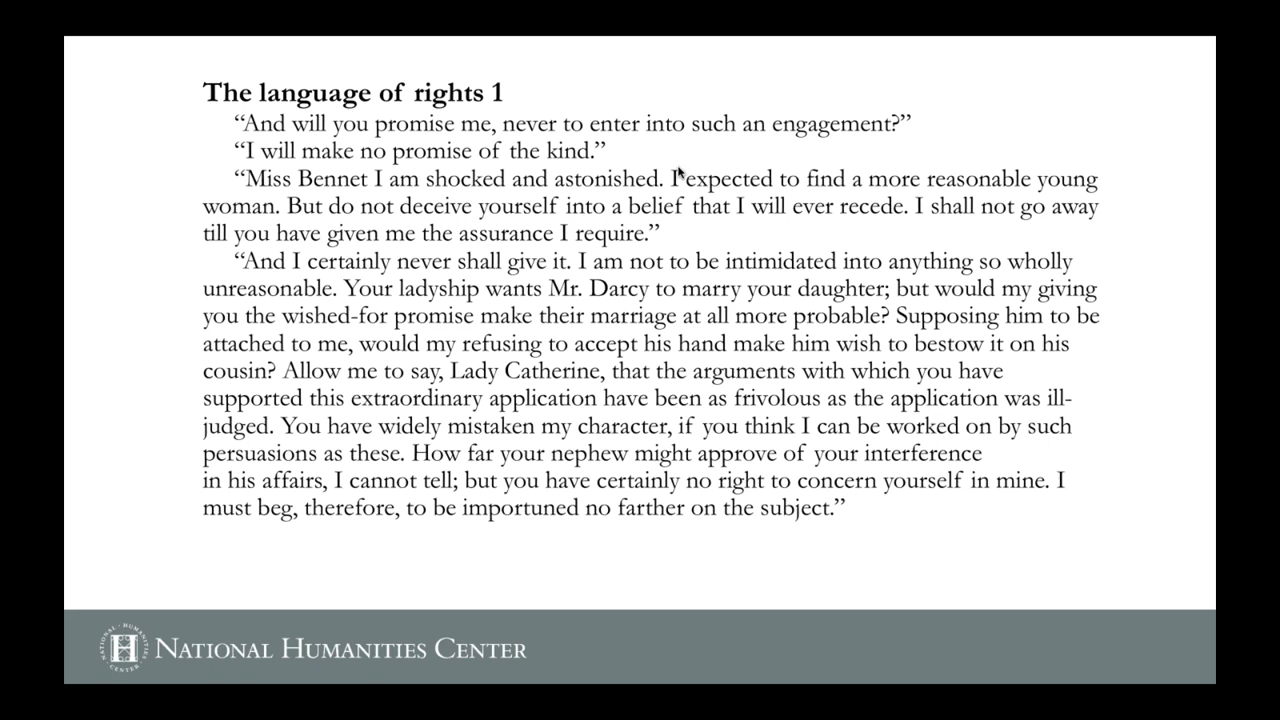 The language of rights 1
“And will you promise me, never to enter into such an engagement?”
“I will make no promise of the kind.”
“Miss Bennet I am shocked and astonished. I expected to find a more reasonable young
woman. But do not deceive yourself into a belief that I will ever recede. I shall not go away
till you have given me the assurance I require.”
“And I certainly never shall give it. I am not to be intimidated into anything so wholly
unreasonable. Your ladyship wants Mr. Darcy to marry your daughter; but would my giving
you the wished-for promise make their marriage at all more probable? Supposing him to be
attached to me, would my refusing to accept his hand make him wish to bestow it on his
cousin? Allow me to say, Lady Catherine, that the arguments with which you have
supported this extraordinary application have been as frivolous as the application was ill-
judged. You have widely mistaken my character, if you think I can be worked on by such
persuasions as these. How far your nephew might approve of your interference
in his affairs, I cannot tell; but you have certainly no right to concern yourself in mine. I
must beg, therefore, to be importuned no farther on the subject.”
NATIONAL · HUMANITIES · CENTER ·
NATIONAL HUMANITIES CENTER